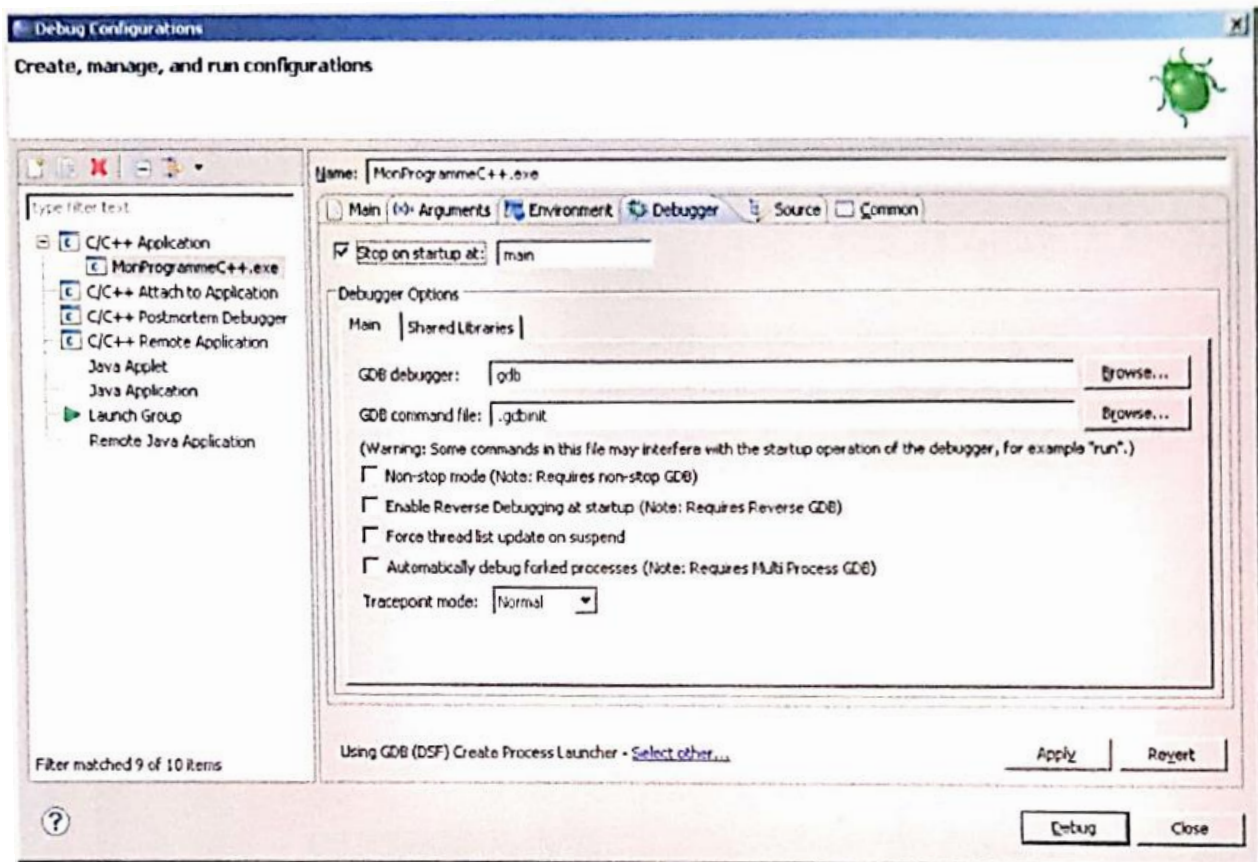 Debug Configurations
Create, manage, and run configurations
type filter text
C/C++ Application
MonProgrammeC++.exe
C/C++ Attach to Application
C/C++ Postmortem Debugger
C/C++ Remote Application
Java Applet
Java Application
Launch Group
Remote Java Application
Filter matched 9 of 10 items
Name: MonProgrammeC++.exe
Main (x)= Arguments Environment Debugger Source Common
Stop on startup at: main
Debugger Options
Main Shared Libraries
GDB debugger: gdb Browse...
GDB command file: .gdbinit Browse...
(Warning: Some commands in this file may interfere with the startup operation of the debugger, for example "run".)
Non-stop mode (Note: Requires non-stop GDB)
Enable Reverse Debugging at startup (Note: Requires Reverse GDB)
Force thread list update on suspend
Automatically debug forked processes (Note: Requires Multi Process GDB)
Tracepoint mode: Normal
Using GDB (DSF) Create Process Launcher - Select other...
Apply Revert
? Debug Close